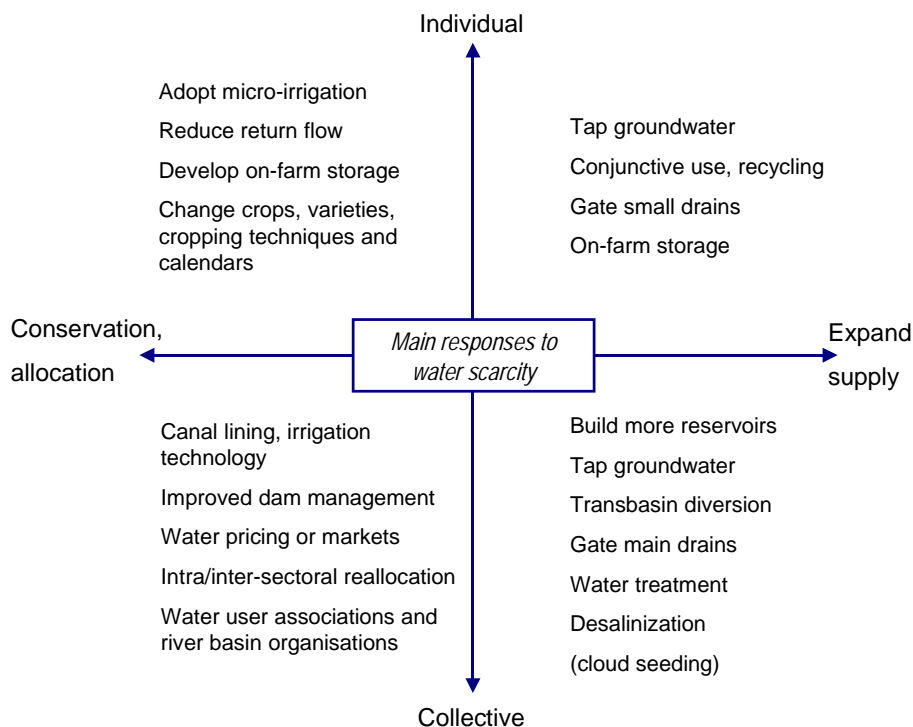 Individual
Adopt micro-irrigation
Reduce return flow
Develop on-farm storage
Change crops, varieties,
cropping techniques and
calendars
Tap groundwater
Conjunctive use, recycling
Gate small drains
On-farm storage
Conservation,
allocation
Main responses to
water scarcity
Expand
supply
Canal lining, irrigation
technology
Improved dam management
Water pricing or markets
Intra/inter-sectoral reallocation
Water user associations and
river basin organisations
Build more reservoirs
Tap groundwater
Transbasin diversion
Gate main drains
Water treatment
Desalinization
(cloud seeding)
Collective